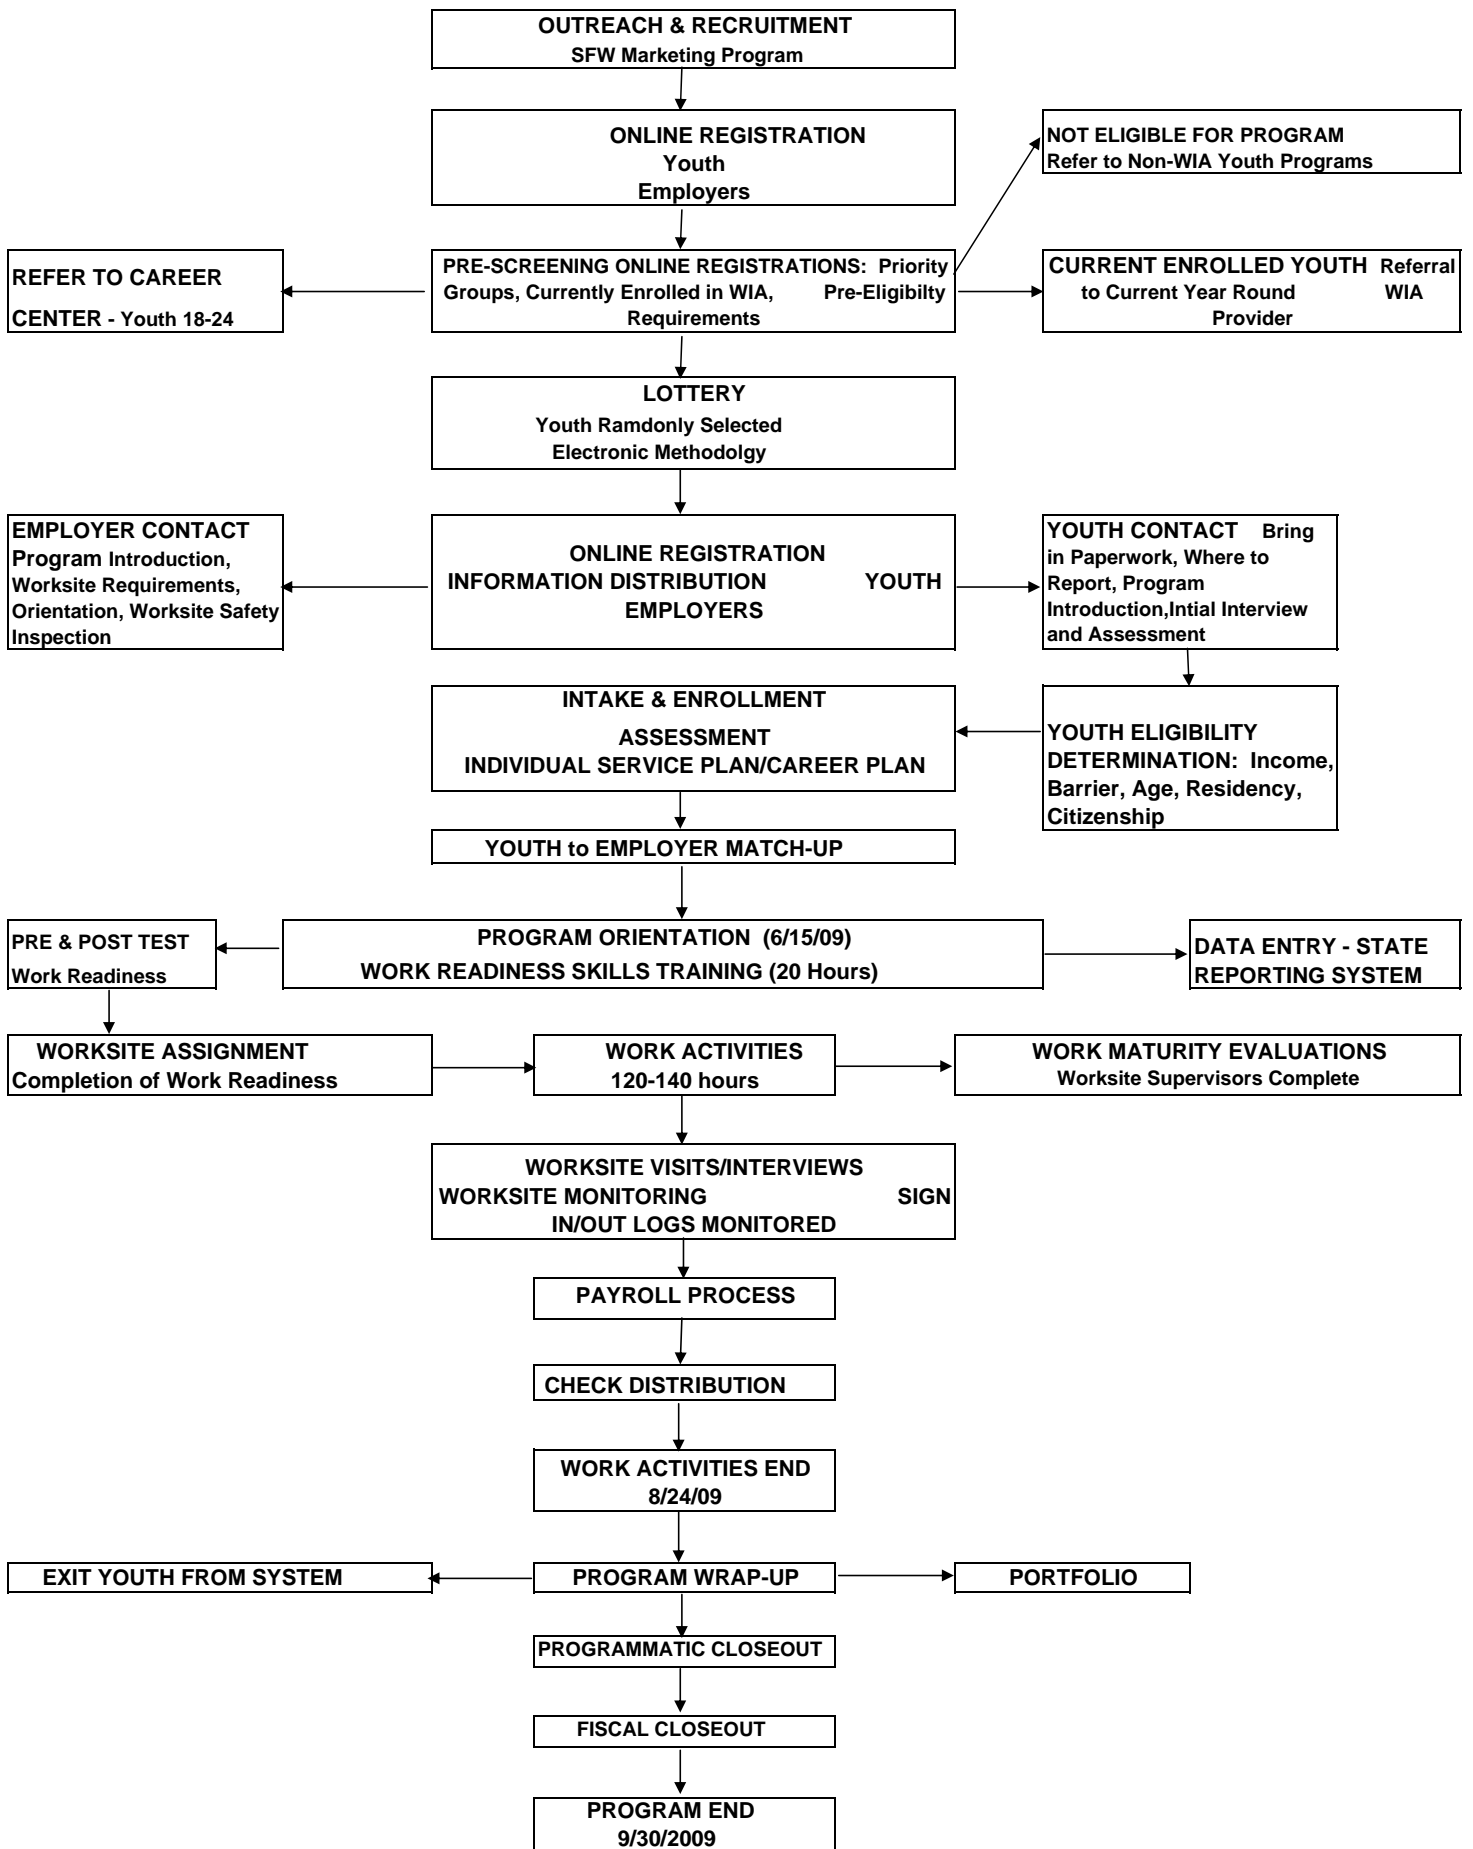 OUTREACH & RECRUITMENT
SFW Marketing Program
ONLINE REGISTRATION
Youth
Employers
NOT ELIGIBLE FOR PROGRAM
Refer to Non-WIA Youth Programs
REFER TO CAREER
CENTER - Youth 18-24
PRE-SCREENING ONLINE REGISTRATIONS: Priority
Groups, Currently Enrolled in WIA, Pre-Eligibilty
Requirements
CURRENT ENROLLED YOUTH Referral
to Current Year Round WIA
Provider
LOTTERY
Youth Ramdonly Selected
Electronic Methodolgy
EMPLOYER CONTACT
Program Introduction,
Worksite Requirements,
Orientation, Worksite Safety
Inspection
ONLINE REGISTRATION
INFORMATION DISTRIBUTION YOUTH
EMPLOYERS
YOUTH CONTACT Bring
in Paperwork, Where to
Report, Program
Introduction,Intial Interview
and Assessment
INTAKE & ENROLLMENT
ASSESSMENT
INDIVIDUAL SERVICE PLAN/CAREER PLAN
YOUTH ELIGIBILITY
DETERMINATION: Income,
Barrier, Age, Residency,
Citizenship
YOUTH to EMPLOYER MATCH-UP
PRE & POST TEST
Work Readiness
PROGRAM ORIENTATION (6/15/09)
WORK READINESS SKILLS TRAINING (20 Hours)
DATA ENTRY - STATE
REPORTING SYSTEM
WORKSITE ASSIGNMENT
Completion of Work Readiness
WORK ACTIVITIES
120-140 hours
WORK MATURITY EVALUATIONS
Worksite Supervisors Complete
WORKSITE VISITS/INTERVIEWS
WORKSITE MONITORING SIGN
IN/OUT LOGS MONITORED
PAYROLL PROCESS
CHECK DISTRIBUTION
WORK ACTIVITIES END
8/24/09
EXIT YOUTH FROM SYSTEM
PROGRAM WRAP-UP
PORTFOLIO
PROGRAMMATIC CLOSEOUT
FISCAL CLOSEOUT
PROGRAM END
9/30/2009